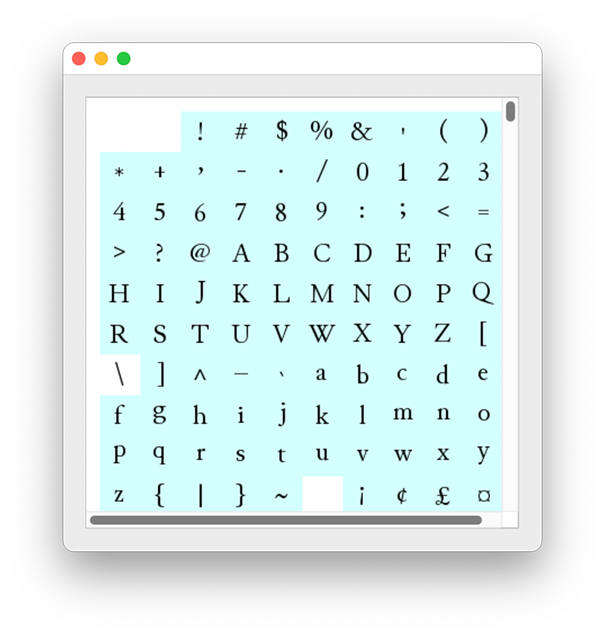 ! # $ % & ' ( )
* + , - . / 0 1 2 3
4 5 6 7 8 9 : ; < =
> ? @ A B C D E F G
H I J K L M N O P Q
R S T U V W X Y Z [
\ ] ^ _ ` a b c d e
f g h i j k l m n o
p q r s t u v w x y
z { | } ~ ¡ ¢ £ ¤